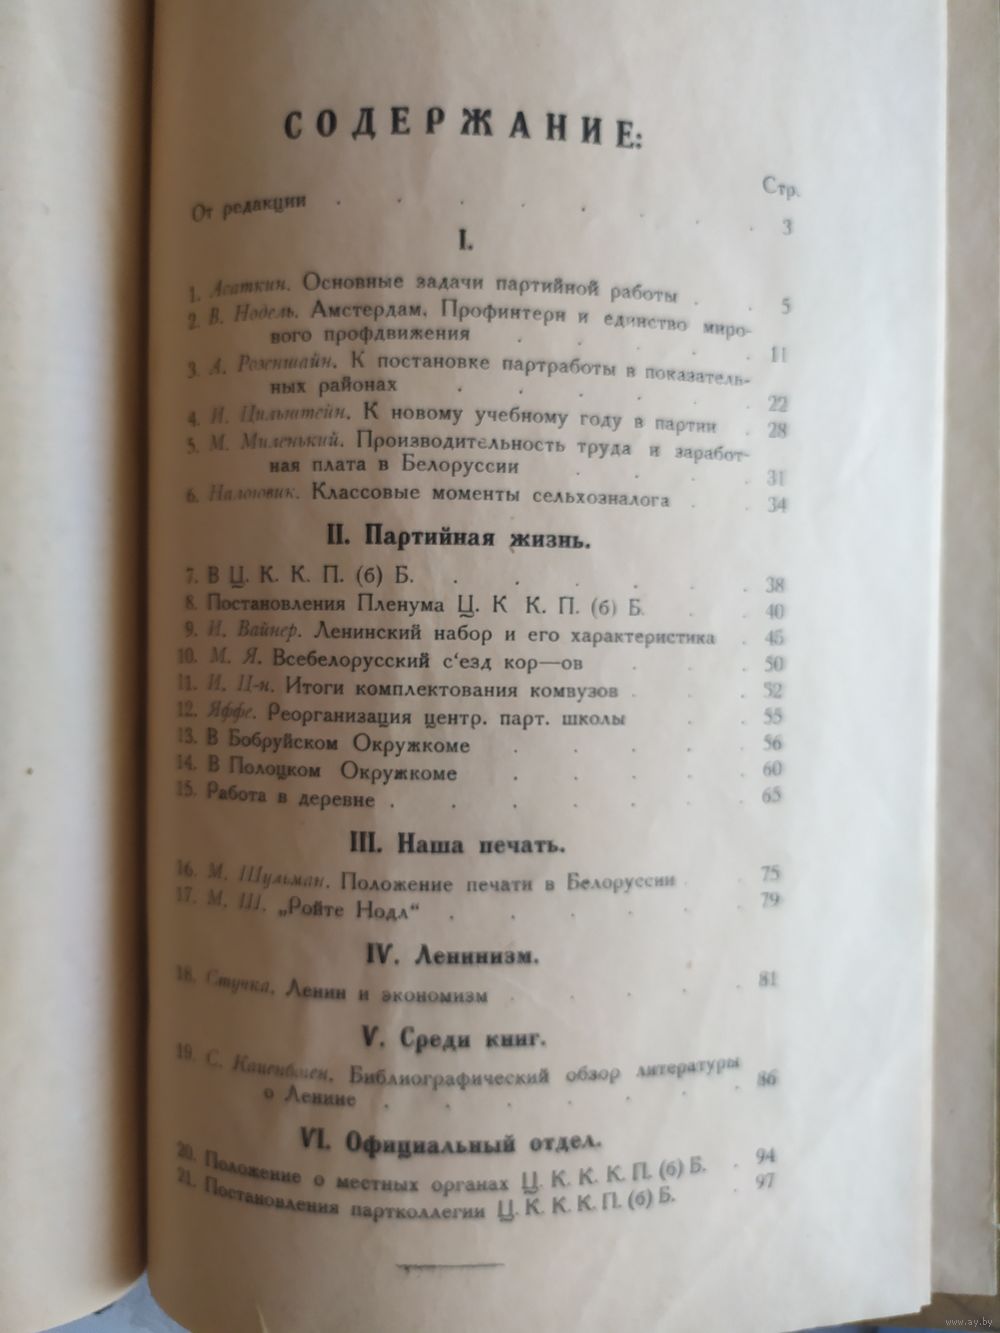 СОДЕРЖАНИЕ:
Стр.
От редакции . . . . . . . 3
I.
1. Асаткин. Основные задачи партийной работы . . 5
2. В. Нодель. Амстердам, Профинтерн и единство миро-
вого профдвижения . . . . 11
3. А. Розеншайн. К постановке партработы в показатель-
ных районах . . . . . 22
4. И. Цильштейн. К новому учебному году в партии . 28
5. М. Миленький. Производительность труда и заработ-
ная плата в Белоруссии . . . 31
6. Налоговик. Классовые моменты сельхозналога . . 34
II. Партийная жизнь.
7. В Ц. К. К. П. (б) Б. . . . . . 38
8. Постановления Пленума Ц. К К. П. (б) Б. . . 40
9. И. Вайнер. Ленинский набор и его характеристика . 45
10. М. Я. Всебелорусский с‘езд кор—ов . . . 50
11. И. Ц-н. Итоги комплектования комвузов . . . 52
12. Яффе. Реорганизация центр. парт. школы . . 55
13. В Бобруйском Окружкоме . . . . . 56
14. В Полоцком Окружкоме . . . . . 60
15. Работа в деревне . . . . . . . 65
III. Наша печать.
16. М. Шульман. Положение печати в Белоруссии . . 75
17. М. Ш. „Ройте Нодл“ . . . . . . 79
IV. Ленинизм.
18. Стучка. Ленин и экономизм . . . . . 81
V. Среди книг.
19. С. Библиографический обзор литературы
о Ленине . . . . . . 86
VI. Официальный отдел.
20. Положение о местных органах Ц. К. К. К. П. (б) Б. . 94
21. Постановления партколлегии Ц. К. К. К. П. (б) Б. . 97
www.ay.by